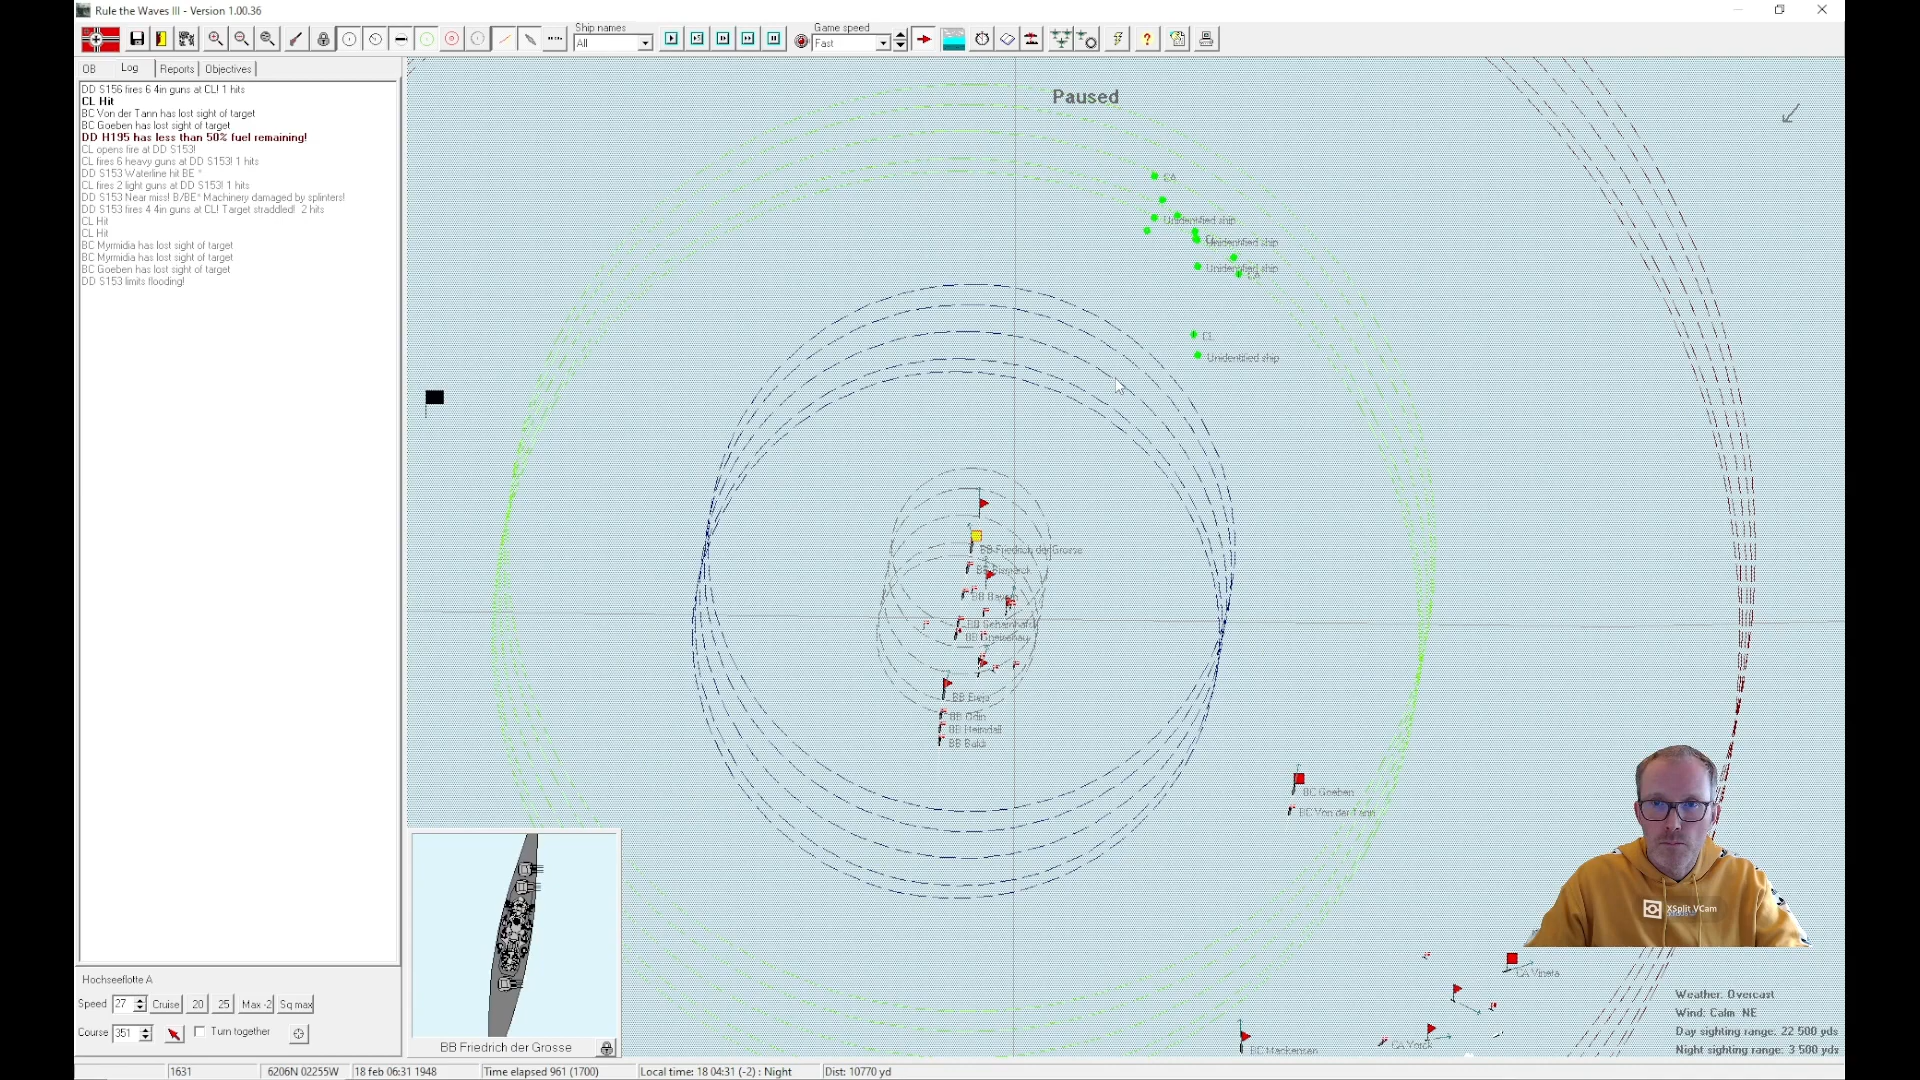 Rule the Waves III - Version 1.00.36
Ship names
All
Game speed
Fast
OB
Log
Reports
Objectives
DD S156 fires 6 4in guns at CL! 1 hits
CL Hit
BC Von der Tann has lost sight of target
BC Goeben has lost sight of target
DD H195 has less than 50% fuel remaining!
CL opens fire at DD S153!
CL fires 6 heavy guns at DD S153! 1 hits
DD S153 Waterline hit BE *
CL fires 2 light guns at DD S153! 1 hits
DD S153 Near miss! B/BE* Machinery damaged by splinters!
DD S153 fires 4 4in guns at CL! Target straddled! 2 hits
CL Hit
CL Hit
BC Myrmidia has lost sight of target
BC Myrmidia has lost sight of target
BC Goeben has lost sight of target
DD S153 limits flooding!
Paused
CA
Unidentified ship
Unidentified ship
Unidentified ship
CA
CL
Unidentified ship
BB Friedrich der Grosse
BB Bismarck
BB Bayern
BB Scharnhorst
BB Gneisenau
BB Odin
BB Heimdall
BB Baldr
BC Goeben
BC Von der Tann
CA Vineta
CA Yorck
BC Mackensen
XSplit VCam
Weather: Overcast
Wind: Calm NE
Day sighting range: 22 500 yds
Night sighting range: 3 500 yds
Hochseeflotte A
Speed 27 Cruise 20 25 Max -2 Sq max
Course 351 Turn together
BB Friedrich der Grosse
1631
6206N 02255W
18 feb 06:31 1948
Time elapsed 961 (1700)
Local time: 18 04:31 (-2) : Night
Dist: 10770 yd